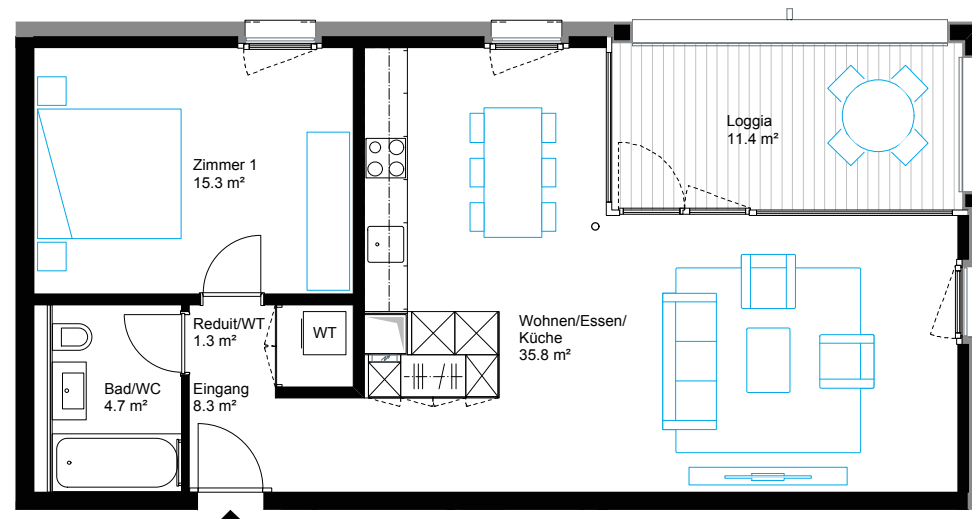 Loggia
11.4 m²
Zimmer 1
15.3 m²
Reduit/WT
1.3 m²
WT
Wohnen/Essen/
Küche
35.8 m²
Bad/WC
4.7 m²
Eingang
8.3 m²